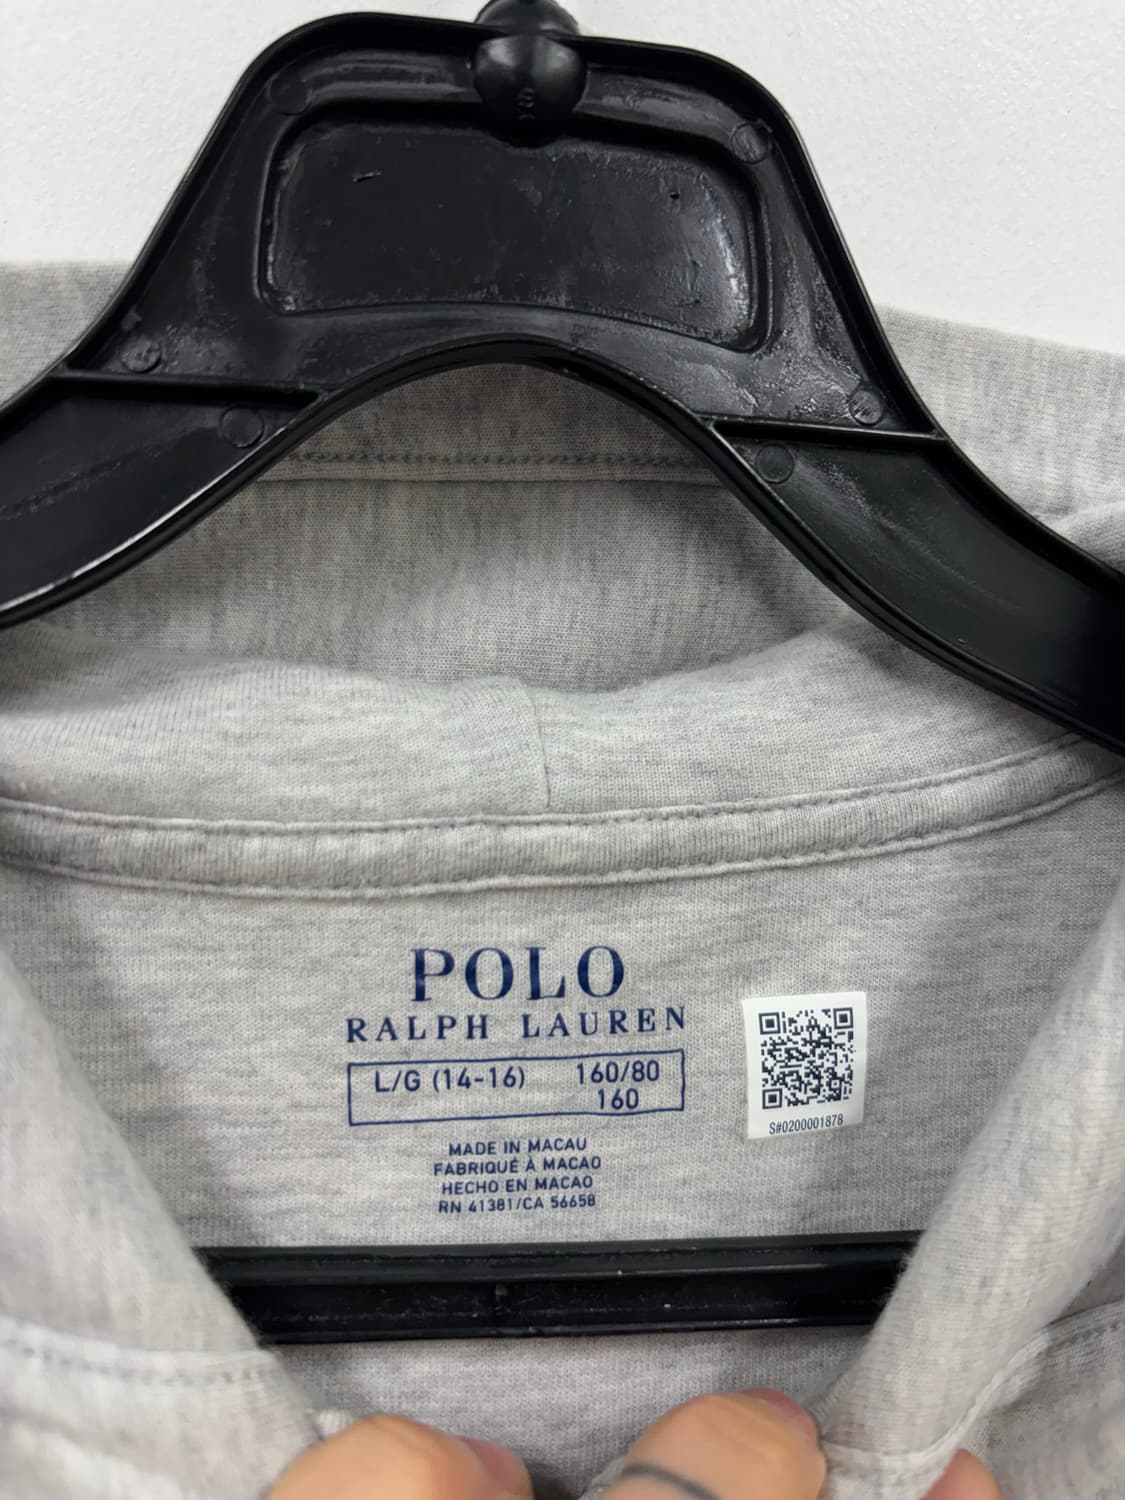 POLO
RALPH LAUREN
L/G (14-16) 160/80
160
MADE IN MACAU
FABRIQUÉ À MACAO
HECHO EN MACAO
RN 41381/CA 56658
S#0200001878